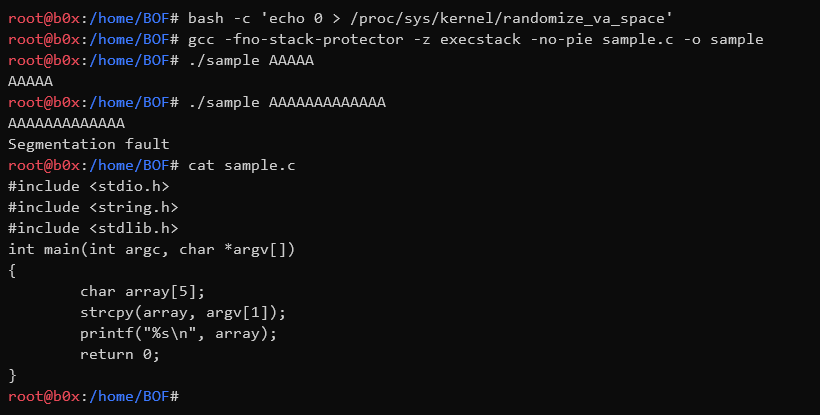 root@b0x:/home/BOF# bash -c 'echo 0 > /proc/sys/kernel/randomize_va_space'
root@b0x:/home/BOF# gcc -fno-stack-protector -z execstack -no-pie sample.c -o sample
root@b0x:/home/BOF# ./sample AAAAA
AAAAA
root@b0x:/home/BOF# ./sample AAAAAAAAAAAAA
AAAAAAAAAAAAA
Segmentation fault
root@b0x:/home/BOF# cat sample.c
#include <stdio.h>
#include <string.h>
#include <stdlib.h>
int main(int argc, char *argv[])
{
        char array[5];
        strcpy(array, argv[1]);
        printf("%s\n", array);
        return 0;
}
root@b0x:/home/BOF#